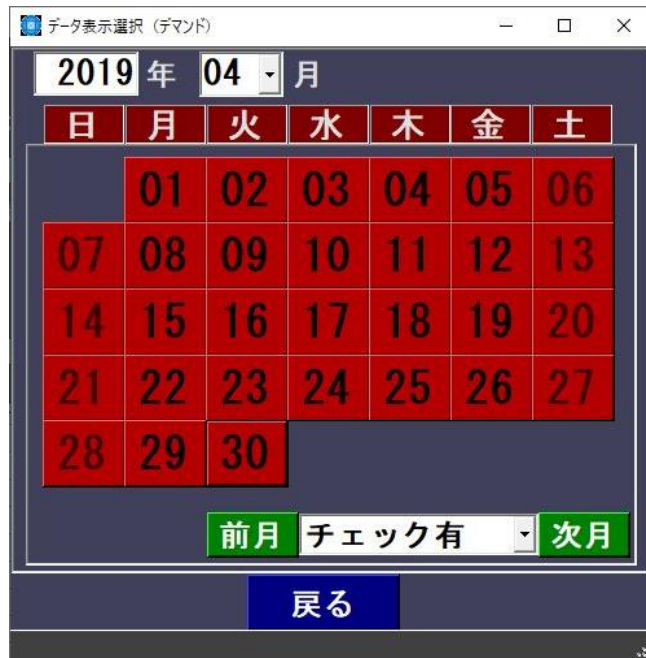 データ表示選択（デマンド）
2019 年 04 月
日 月 火 水 木 金 土
01 02 03 04 05 06
07 08 09 10 11 12 13
14 15 16 17 18 19 20
21 22 23 24 25 26 27
28 29 30
前月 チェック有 次月
戻る